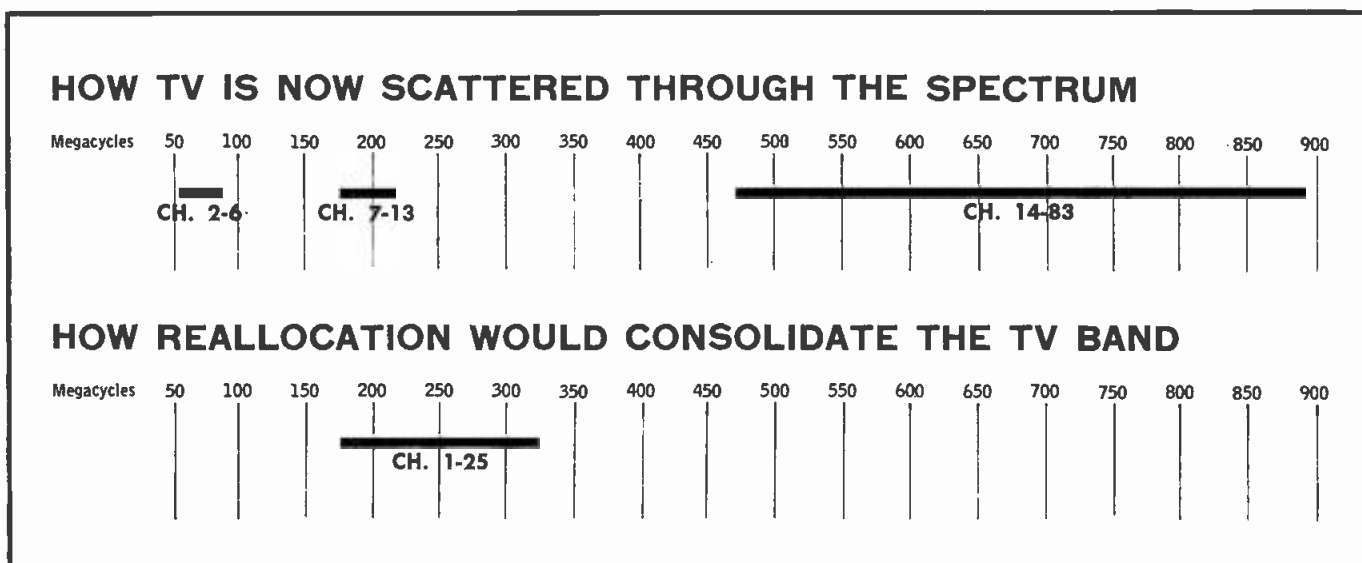 HOW TV IS NOW SCATTERED THROUGH THE SPECTRUM
Megacycles 50 100 150 200 250 300 350 400 450 500 550 600 650 700 750 800 850 900
CH. 2-6 CH. 7-13 CH. 14-83
HOW REALLOCATION WOULD CONSOLIDATE THE TV BAND
Megacycles 50 100 150 200 250 300 350 400 450 500 550 600 650 700 750 800 850 900
CH. 1-25